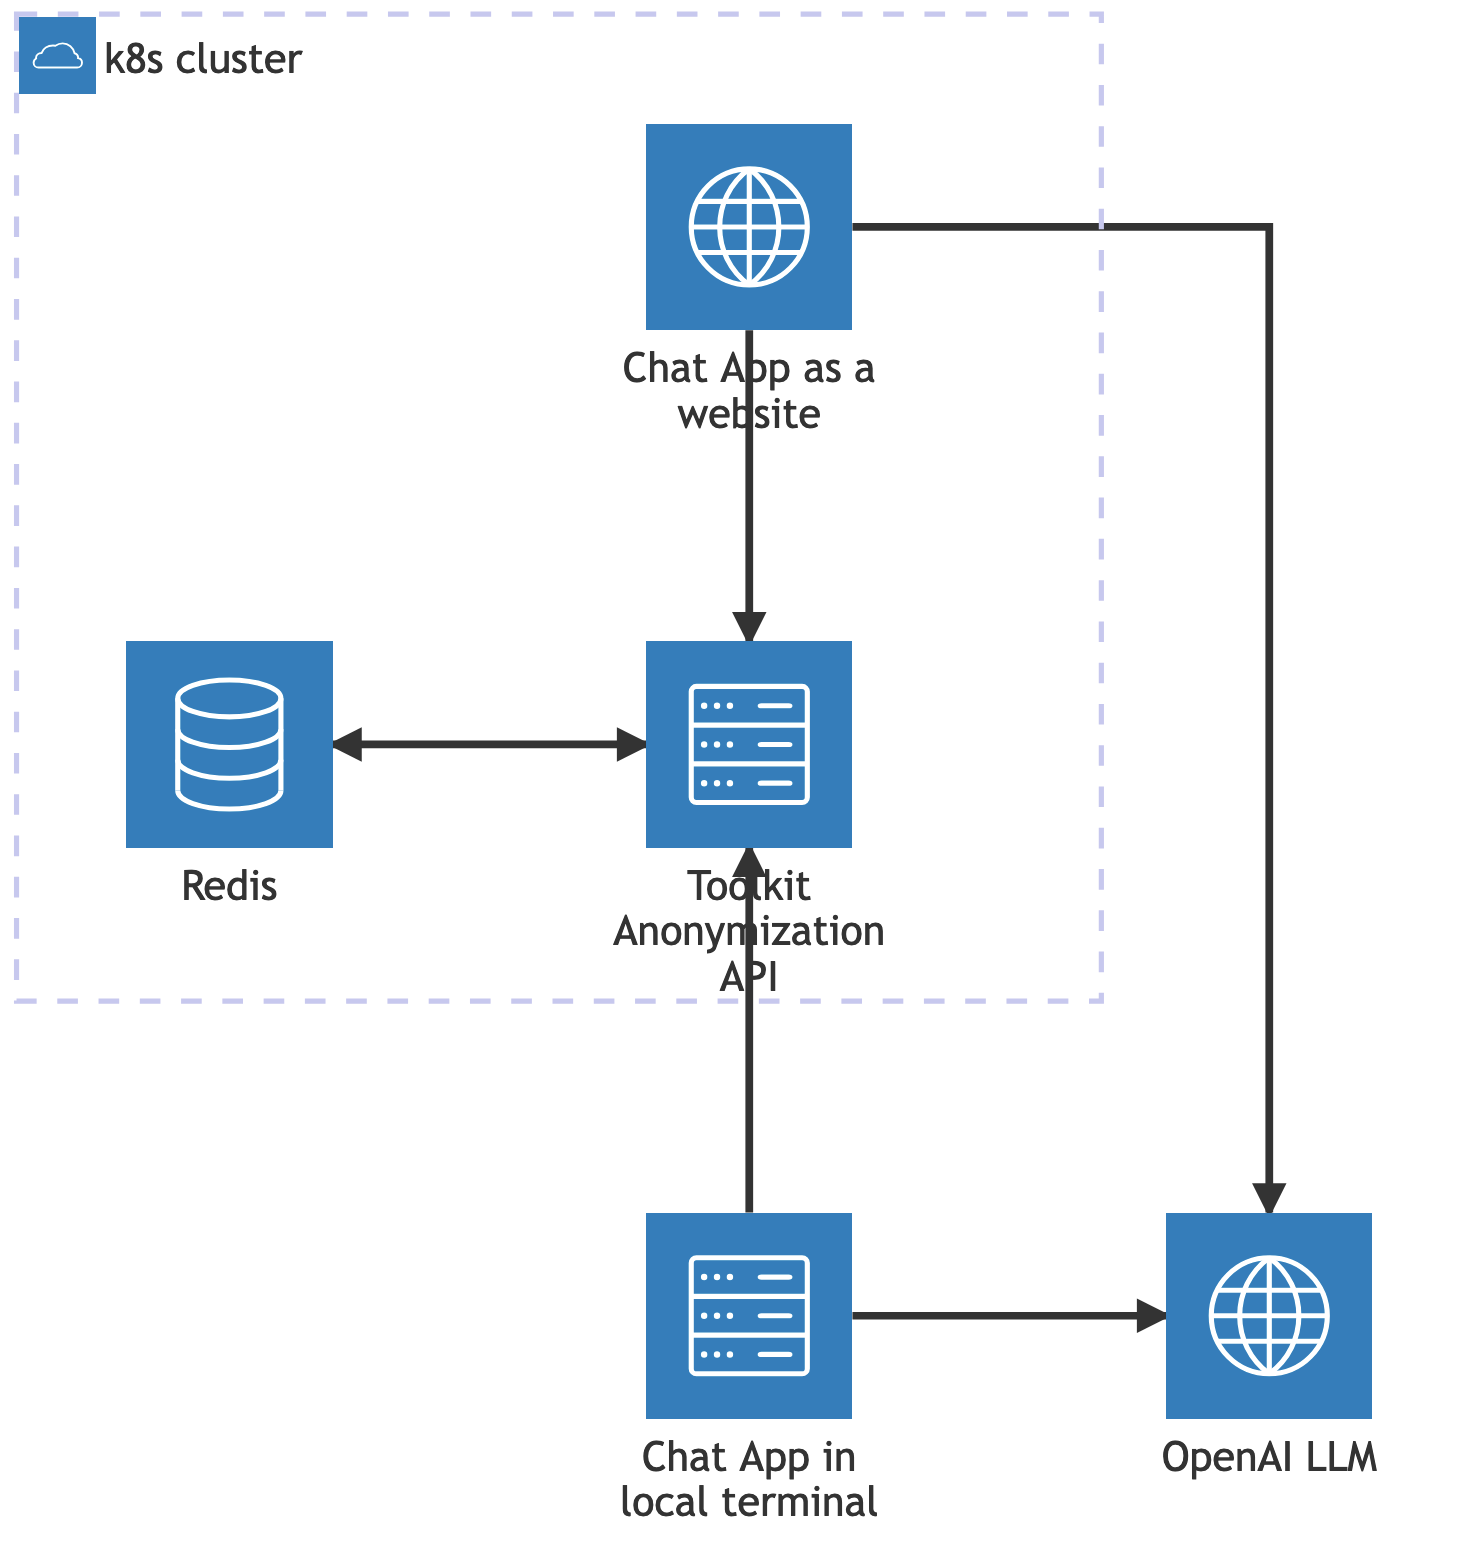 k8s cluster
Chat App as a
website
Redis
Toolkit
Anonymization
API
Chat App in
local terminal
OpenAI LLM